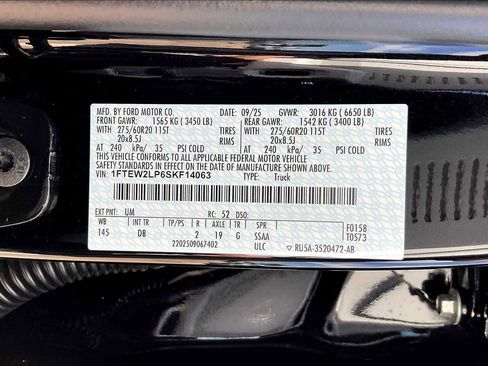 MFD. BY FORD MOTOR CO. 09/25 GVWR: 3016 KG ( 6650 LB)
FRONT GAWR: 1565 KG ( 3450 LB) REAR GAWR: 1542 KG ( 3400 LB)
WITH 275/60R20 115T TIRES WITH 275/60R20 115T TIRES
20x8.5J RIMS 20x8.5J RIMS
AT 240 kPa/ 35 PSI COLD AT 240 kPa/ 35 PSI COLD
THIS VEHICLE CONFORMS TO ALL APPLICABLE FEDERAL MOTOR VEHICLE
SAFETY STANDARDS IN EFFECT ON THE DATE OF MANUFACTURE SHOWN ABOVE.
VIN: 1FTEW2LP6SKF14063 TYPE: Truck
EXT PNT: UM RC: 52 DSO:
WB INT TR TP/PS R AXLE TR SPR F0158
145 DB 2 19 G SSAA T0573
2202509067402 ULC ▽ RU5A-3520472-AB